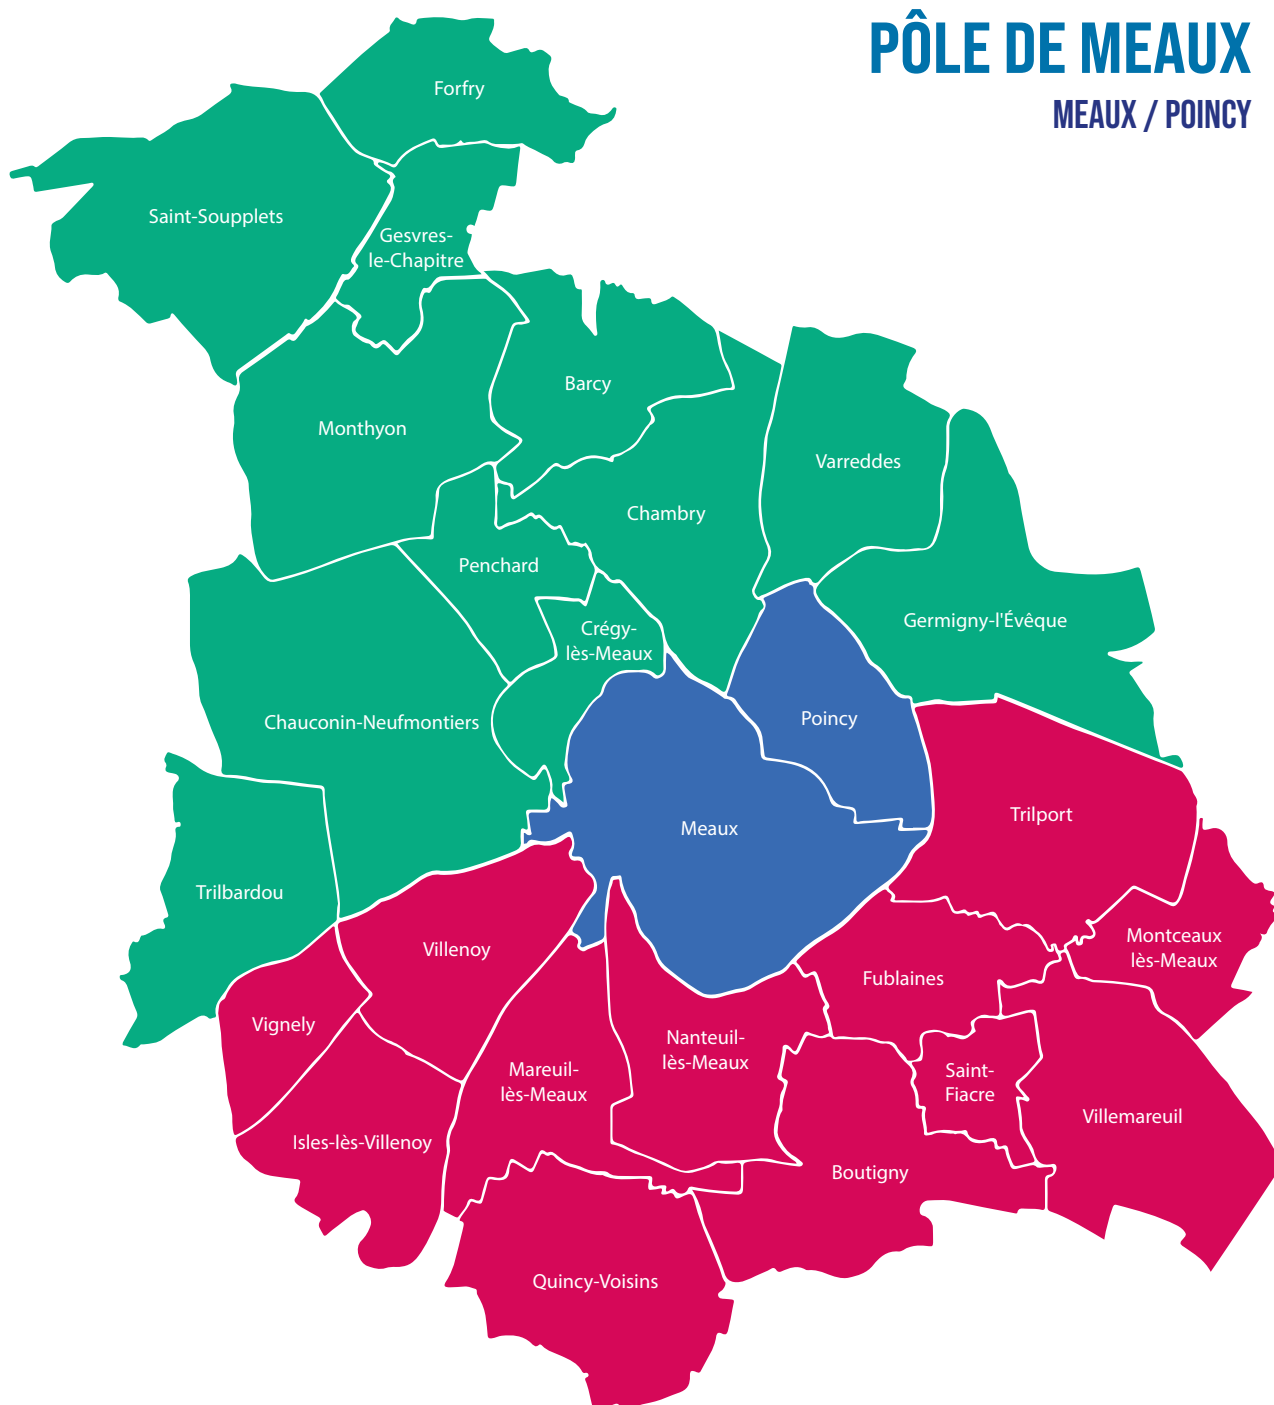 PÔLE DE MEAUX
MEAUX / POINCY
Forfry
Saint-Soupplets
Gesvres-
le-Chapitre
Barcy
Monthyon
Varreddes
Chambry
Penchard
Germigny-l'Évêque
Crégy-
lès-Meaux
Poincy
Chauconin-Neufmontiers
Trilport
Meaux
Trilbardou
Montceaux
lès-Meaux
Villenoy
Fublaines
Vignely
Nanteuil-
lès-Meaux
Mareuil-
lès-Meaux
Saint-
Fiacre
Villemareuil
Isles-lès-Villenoy
Boutigny
Quincy-Voisins